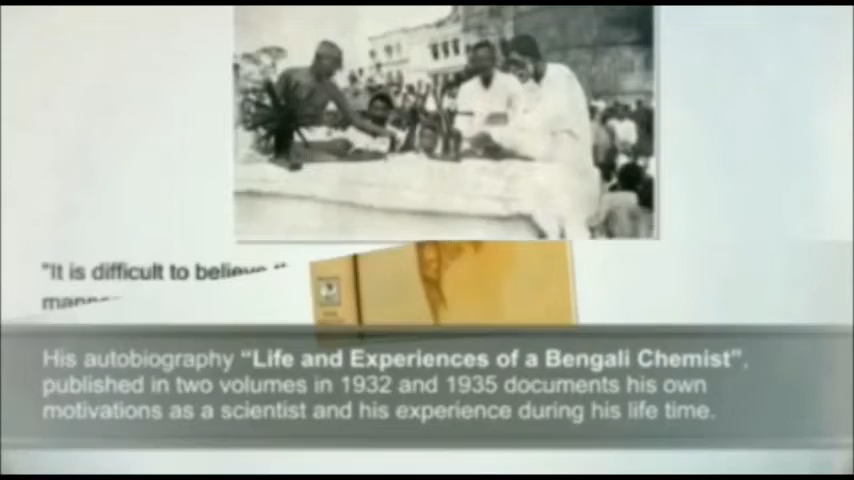 "It is difficult to believe
His autobiography “Life and Experiences of a Bengali Chemist”,
published in two volumes in 1932 and 1935 documents his own
motivations as a scientist and his experience during his life time.